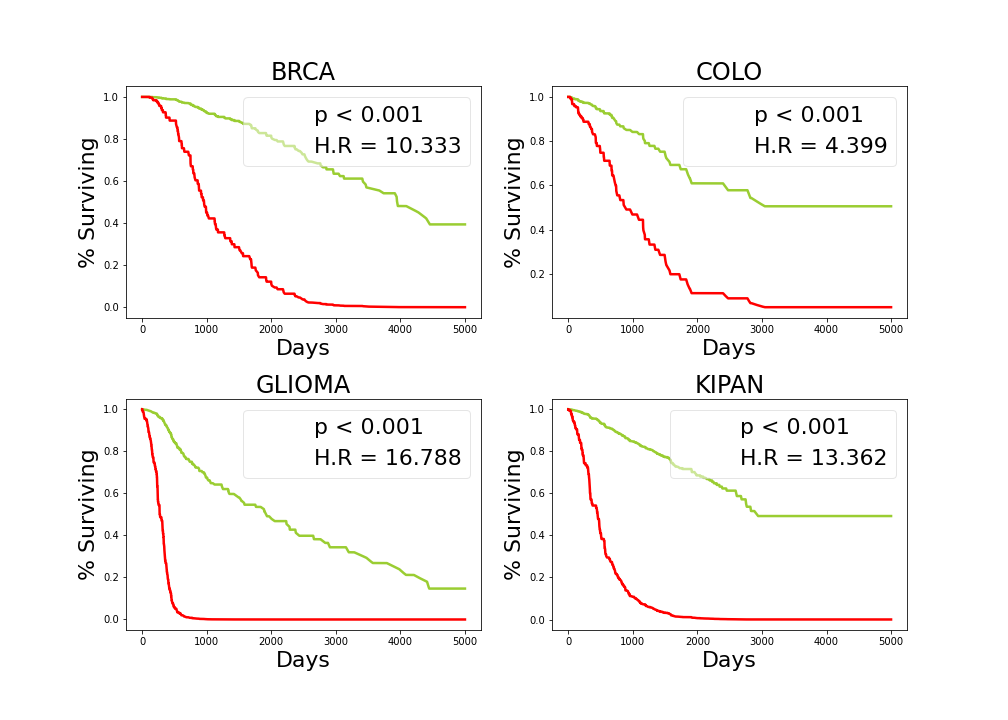 BRCA
p < 0.001
H.R = 10.333
% Surviving
1.0
0.8
0.6
0.4
0.2
0.0
0 1000 2000 3000 4000 5000
Days
COLO
p < 0.001
H.R = 4.399
% Surviving
1.0
0.8
0.6
0.4
0.2
0 1000 2000 3000 4000 5000
Days
GLIOMA
p < 0.001
H.R = 16.788
% Surviving
1.0
0.8
0.6
0.4
0.2
0.0
0 1000 2000 3000 4000 5000
Days
KIPAN
p < 0.001
H.R = 13.362
% Surviving
1.0
0.8
0.6
0.4
0.2
0.0
0 1000 2000 3000 4000 5000
Days